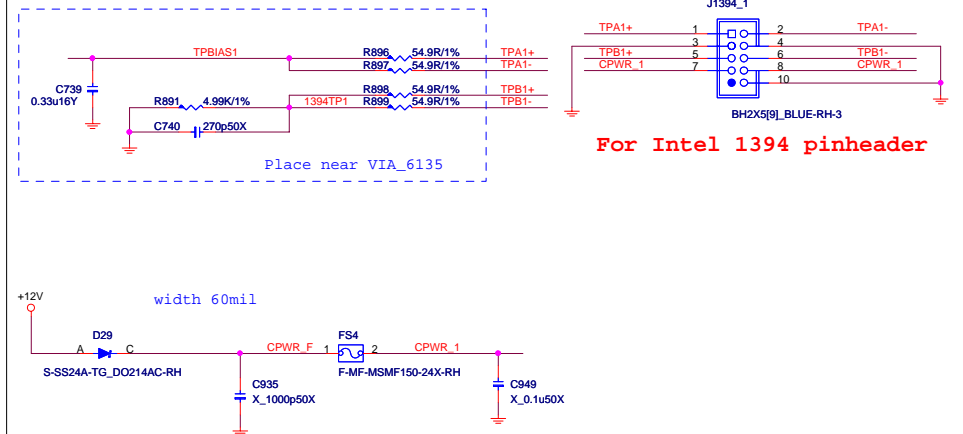 J1394_1
TPBIAS1
R896 54.9R/1% TPA1+
R897 54.9R/1% TPA1-
C739
0.33u16Y
R891 4.99K/1%
1394TP1
R898 54.9R/1% TPB1+
R899 54.9R/1% TPB1-
C740 270p50X
Place near VIA_6135
TPA1+ 1 2 TPA1-
3 4
TPB1+ 5 6 TPB1-
CPWR_1 7 8 CPWR_1
10
BH2X5[9]_BLUE-RH-3
For Intel 1394 pinheader
+12V
width 60mil
D29
A C
S-SS24A-TG_DO214AC-RH
CPWR_F
FS4
1 2
CPWR_1
F-MF-MSMF150-24X-RH
C935
X_1000p50X
C949
X_0.1u50X